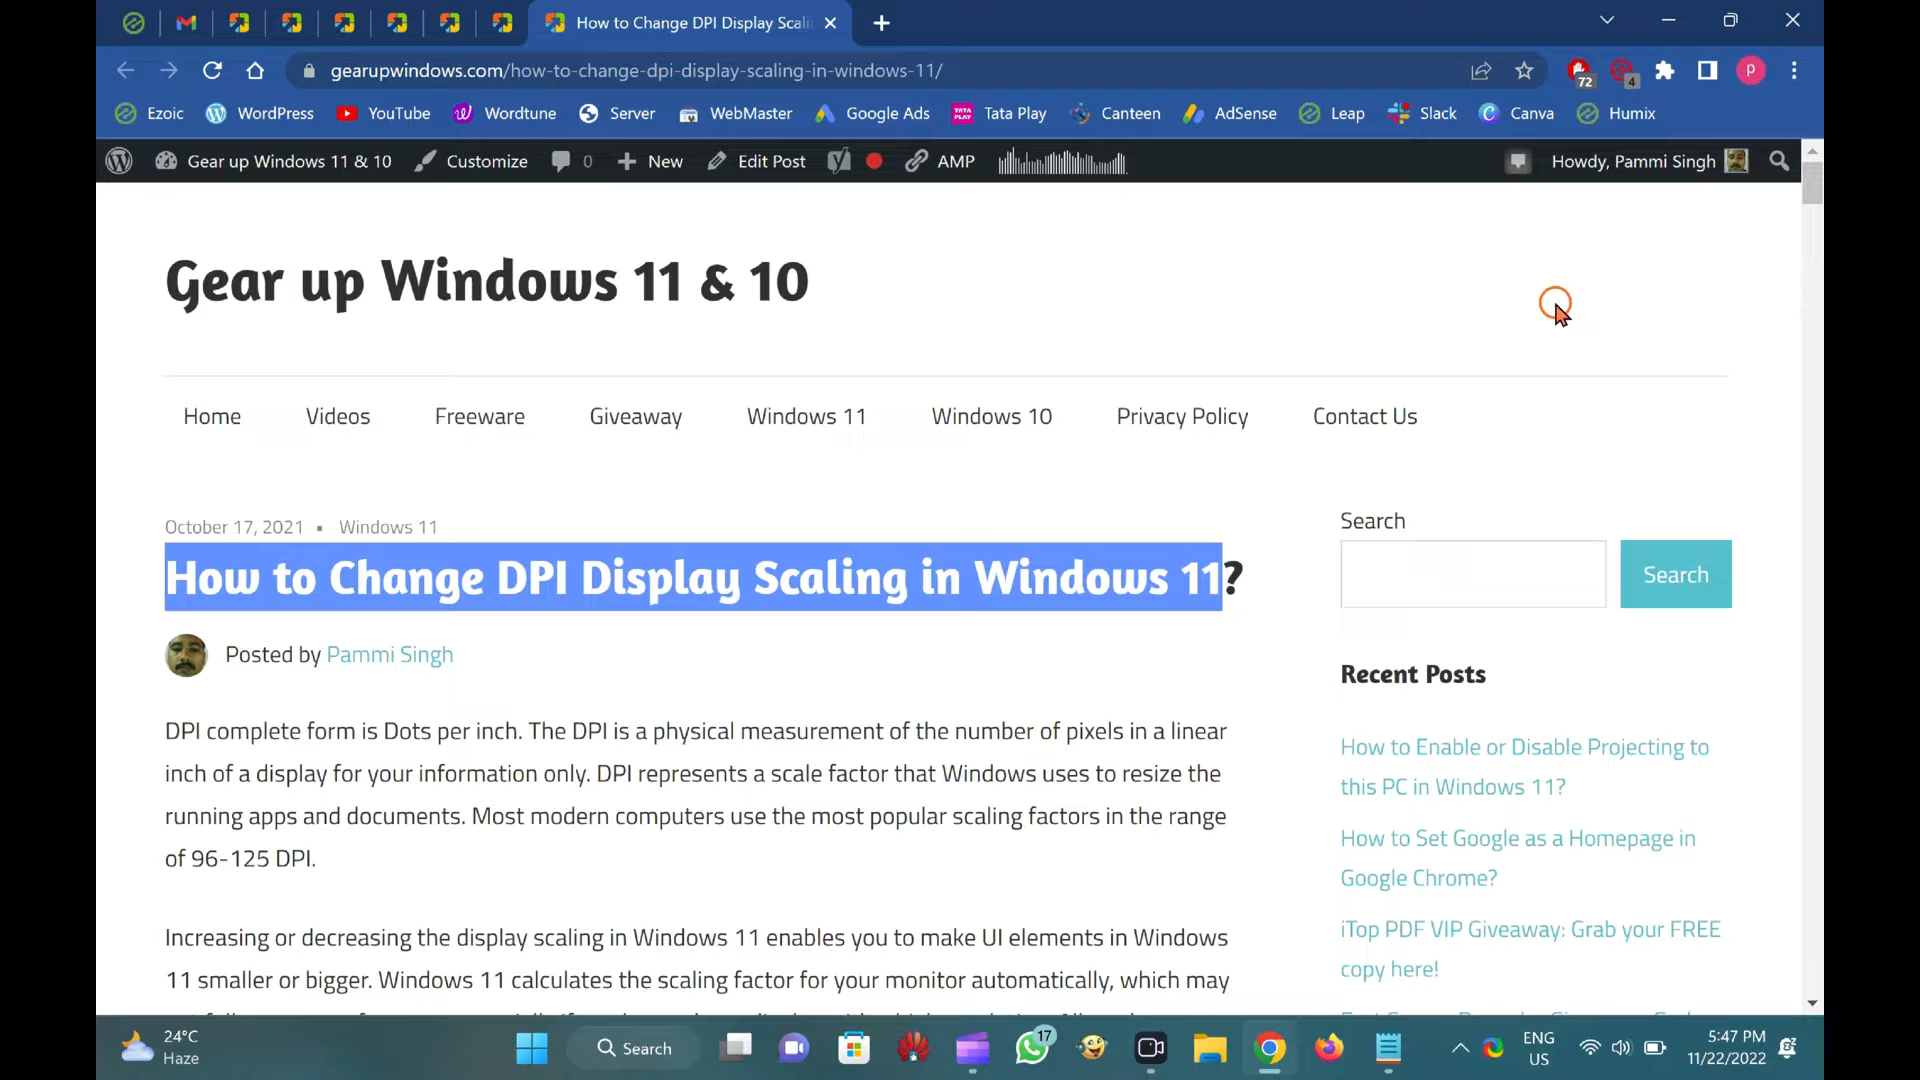 How to Change DPI Display Scali
gearupwindows.com/how-to-change-dpi-display-scaling-in-windows-11/
72
4
P
Ezoic WordPress YouTube Wordtune Server WebMaster Google Ads TATA PLAY Tata Play Canteen AdSense Leap Slack Canva Humix
Gear up Windows 11 & 10 Customize 0 New Edit Post AMP Howdy, Pammi Singh
Gear up Windows 11 & 10
Home Videos Freeware Giveaway Windows 11 Windows 10 Privacy Policy Contact Us
October 17, 2021 ▪ Windows 11
How to Change DPI Display Scaling in Windows 11?
Posted by Pammi Singh
DPI complete form is Dots per inch. The DPI is a physical measurement of the number of pixels in a linear
inch of a display for your information only. DPI represents a scale factor that Windows uses to resize the
running apps and documents. Most modern computers use the most popular scaling factors in the range
of 96-125 DPI.
Increasing or decreasing the display scaling in Windows 11 enables you to make UI elements in Windows
11 smaller or bigger. Windows 11 calculates the scaling factor for your monitor automatically, which may
Search
Search
Recent Posts
How to Enable or Disable Projecting to
this PC in Windows 11?
How to Set Google as a Homepage in
Google Chrome?
iTop PDF VIP Giveaway: Grab your FREE
copy here!
24°C
Haze
Search
17
ENG
US
5:47 PM
11/22/2022